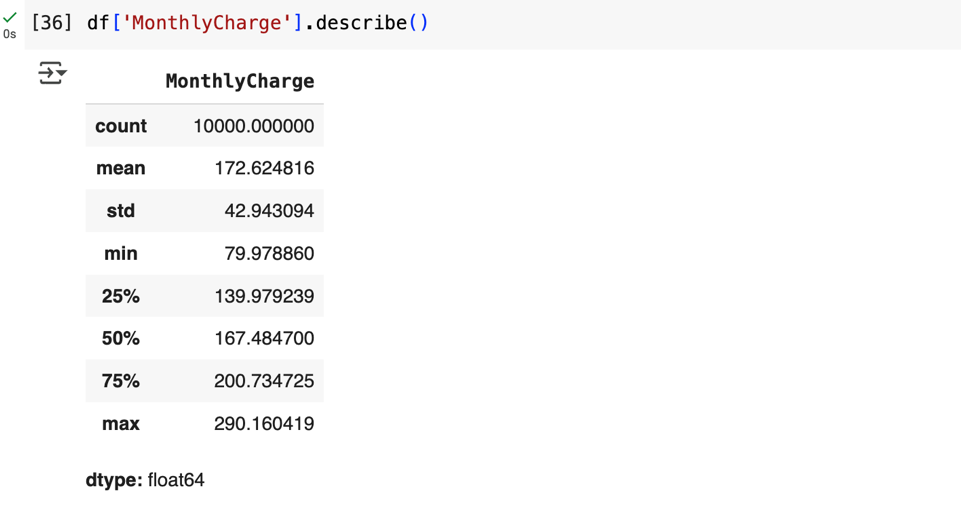 [36] df['MonthlyCharge'].describe()
0s
MonthlyCharge
count 10000.000000
mean 172.624816
std 42.943094
min 79.978860
25% 139.979239
50% 167.484700
75% 200.734725
max 290.160419
dtype: float64